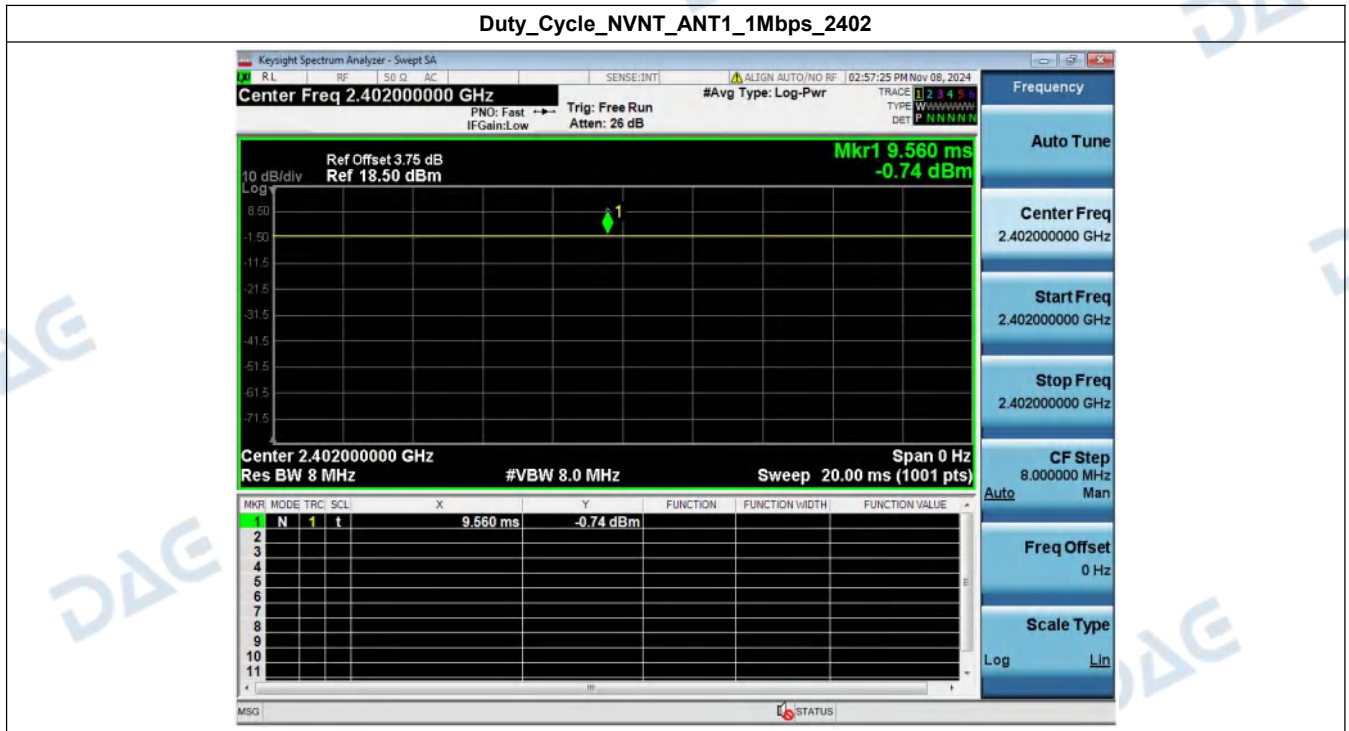 Duty_Cycle_NVNT_ANT1_1Mbps_2402
Keysight Spectrum Analyzer - Swept SA
LXI RL RF 50 Ω AC SENSE:INT ALIGN AUTO/NO RF 02:57:25 PM Nov 08, 2024
Center Freq 2.402000000 GHz #Avg Type: Log-Pwr TRACE 1 2 3 4 5 6
PNO: Fast Trig: Free Run TYPE WWWWWW
IFGain:Low Atten: 26 dB DET P N N N N N
Mkr1 9.560 ms
-0.74 dBm
Ref Offset 3.75 dB
10 dB/div Ref 18.50 dBm
Log
8.50
1
-1.50
-11.5
-21.5
-31.5
-41.5
-51.5
-61.5
-71.5
Center 2.402000000 GHz Span 0 Hz
Res BW 8 MHz #VBW 8.0 MHz Sweep 20.00 ms (1001 pts)
MKR MODE TRC SCL X Y FUNCTION FUNCTION WIDTH FUNCTION VALUE
1 N 1 t 9.560 ms -0.74 dBm
2
3
4
5
6
7
8
9
10
11
MSG STATUS
Frequency
Auto Tune
Center Freq
2.402000000 GHz
Start Freq
2.402000000 GHz
Stop Freq
2.402000000 GHz
CF Step
8.000000 MHz
Auto Man
Freq Offset
0 Hz
Scale Type
Log Lin
DAG
DAG